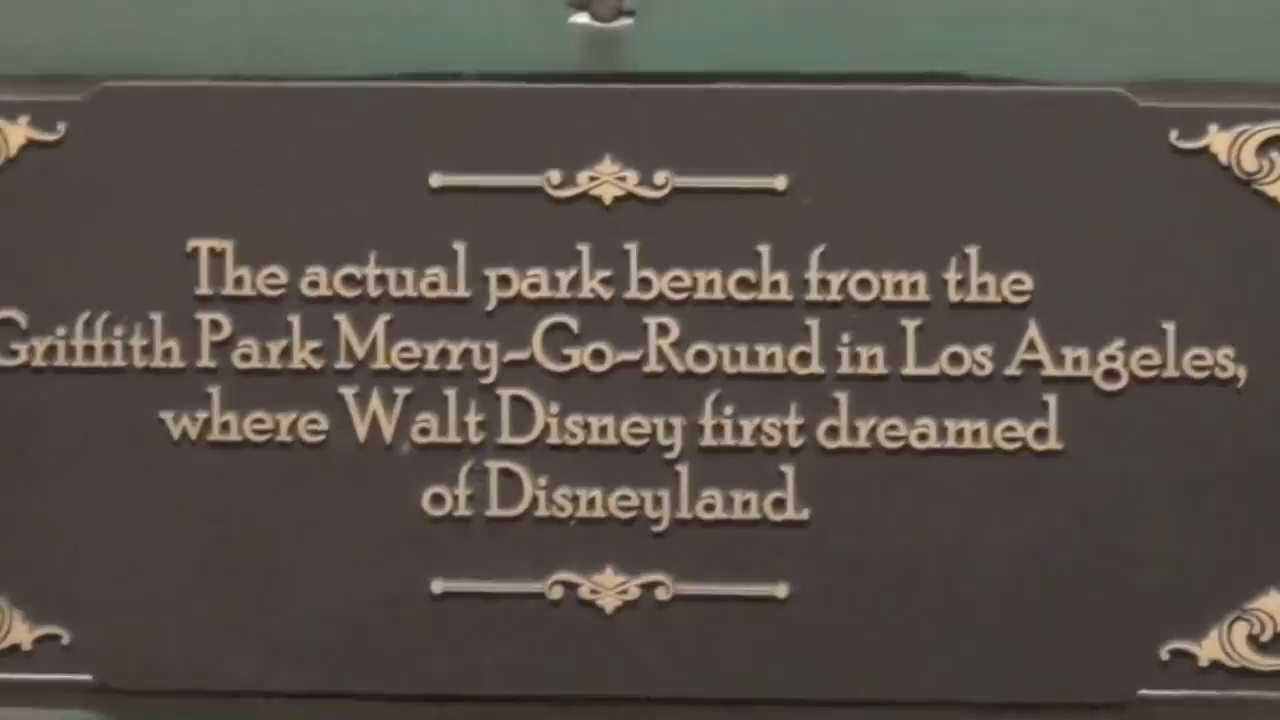 The actual park bench from the
Griffith Park Merry-Go-Round in Los Angeles,
where Walt Disney first dreamed
of Disneyland.